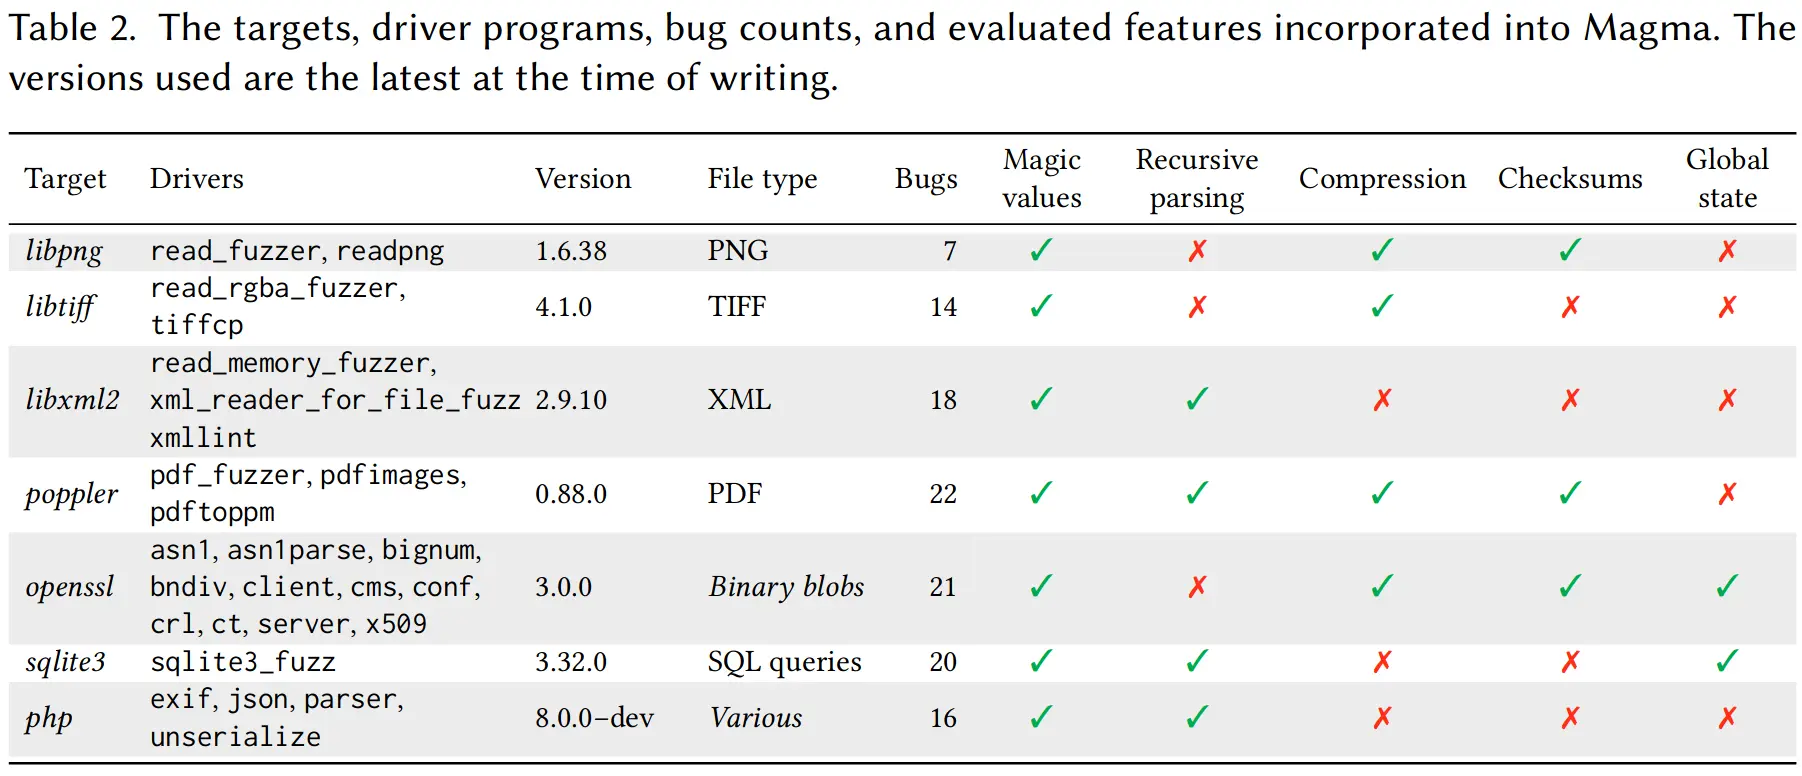 Table 2. The targets, driver programs, bug counts, and evaluated features incorporated into Magma. The
versions used are the latest at the time of writing.
Target Drivers Version File type Bugs Magic values Recursive parsing Compression Checksums Global state
libpng read_fuzzer, readpng 1.6.38 PNG 7 ✓ ✗ ✓ ✓ ✗
libtiff read_rgba_fuzzer, 4.1.0 TIFF 14 ✓ ✗ ✓ ✗ ✗
tiffcp
read_memory_fuzzer,
libxml2 xml_reader_for_file_fuzz 2.9.10 XML 18 ✓ ✓ ✗ ✗ ✗
xmllint
poppler pdf_fuzzer, pdfimages, 0.88.0 PDF 22 ✓ ✓ ✓ ✓ ✗
pdftoppm
asn1, asn1parse, bignum,
openssl bndiv, client, cms, conf, 3.0.0 Binary blobs 21 ✓ ✗ ✓ ✓ ✓
crl, ct, server, x509
sqlite3 sqlite3_fuzz 3.32.0 SQL queries 20 ✓ ✓ ✗ ✗ ✓
php exif, json, parser, 8.0.0–dev Various 16 ✓ ✓ ✗ ✗ ✗
unserialize